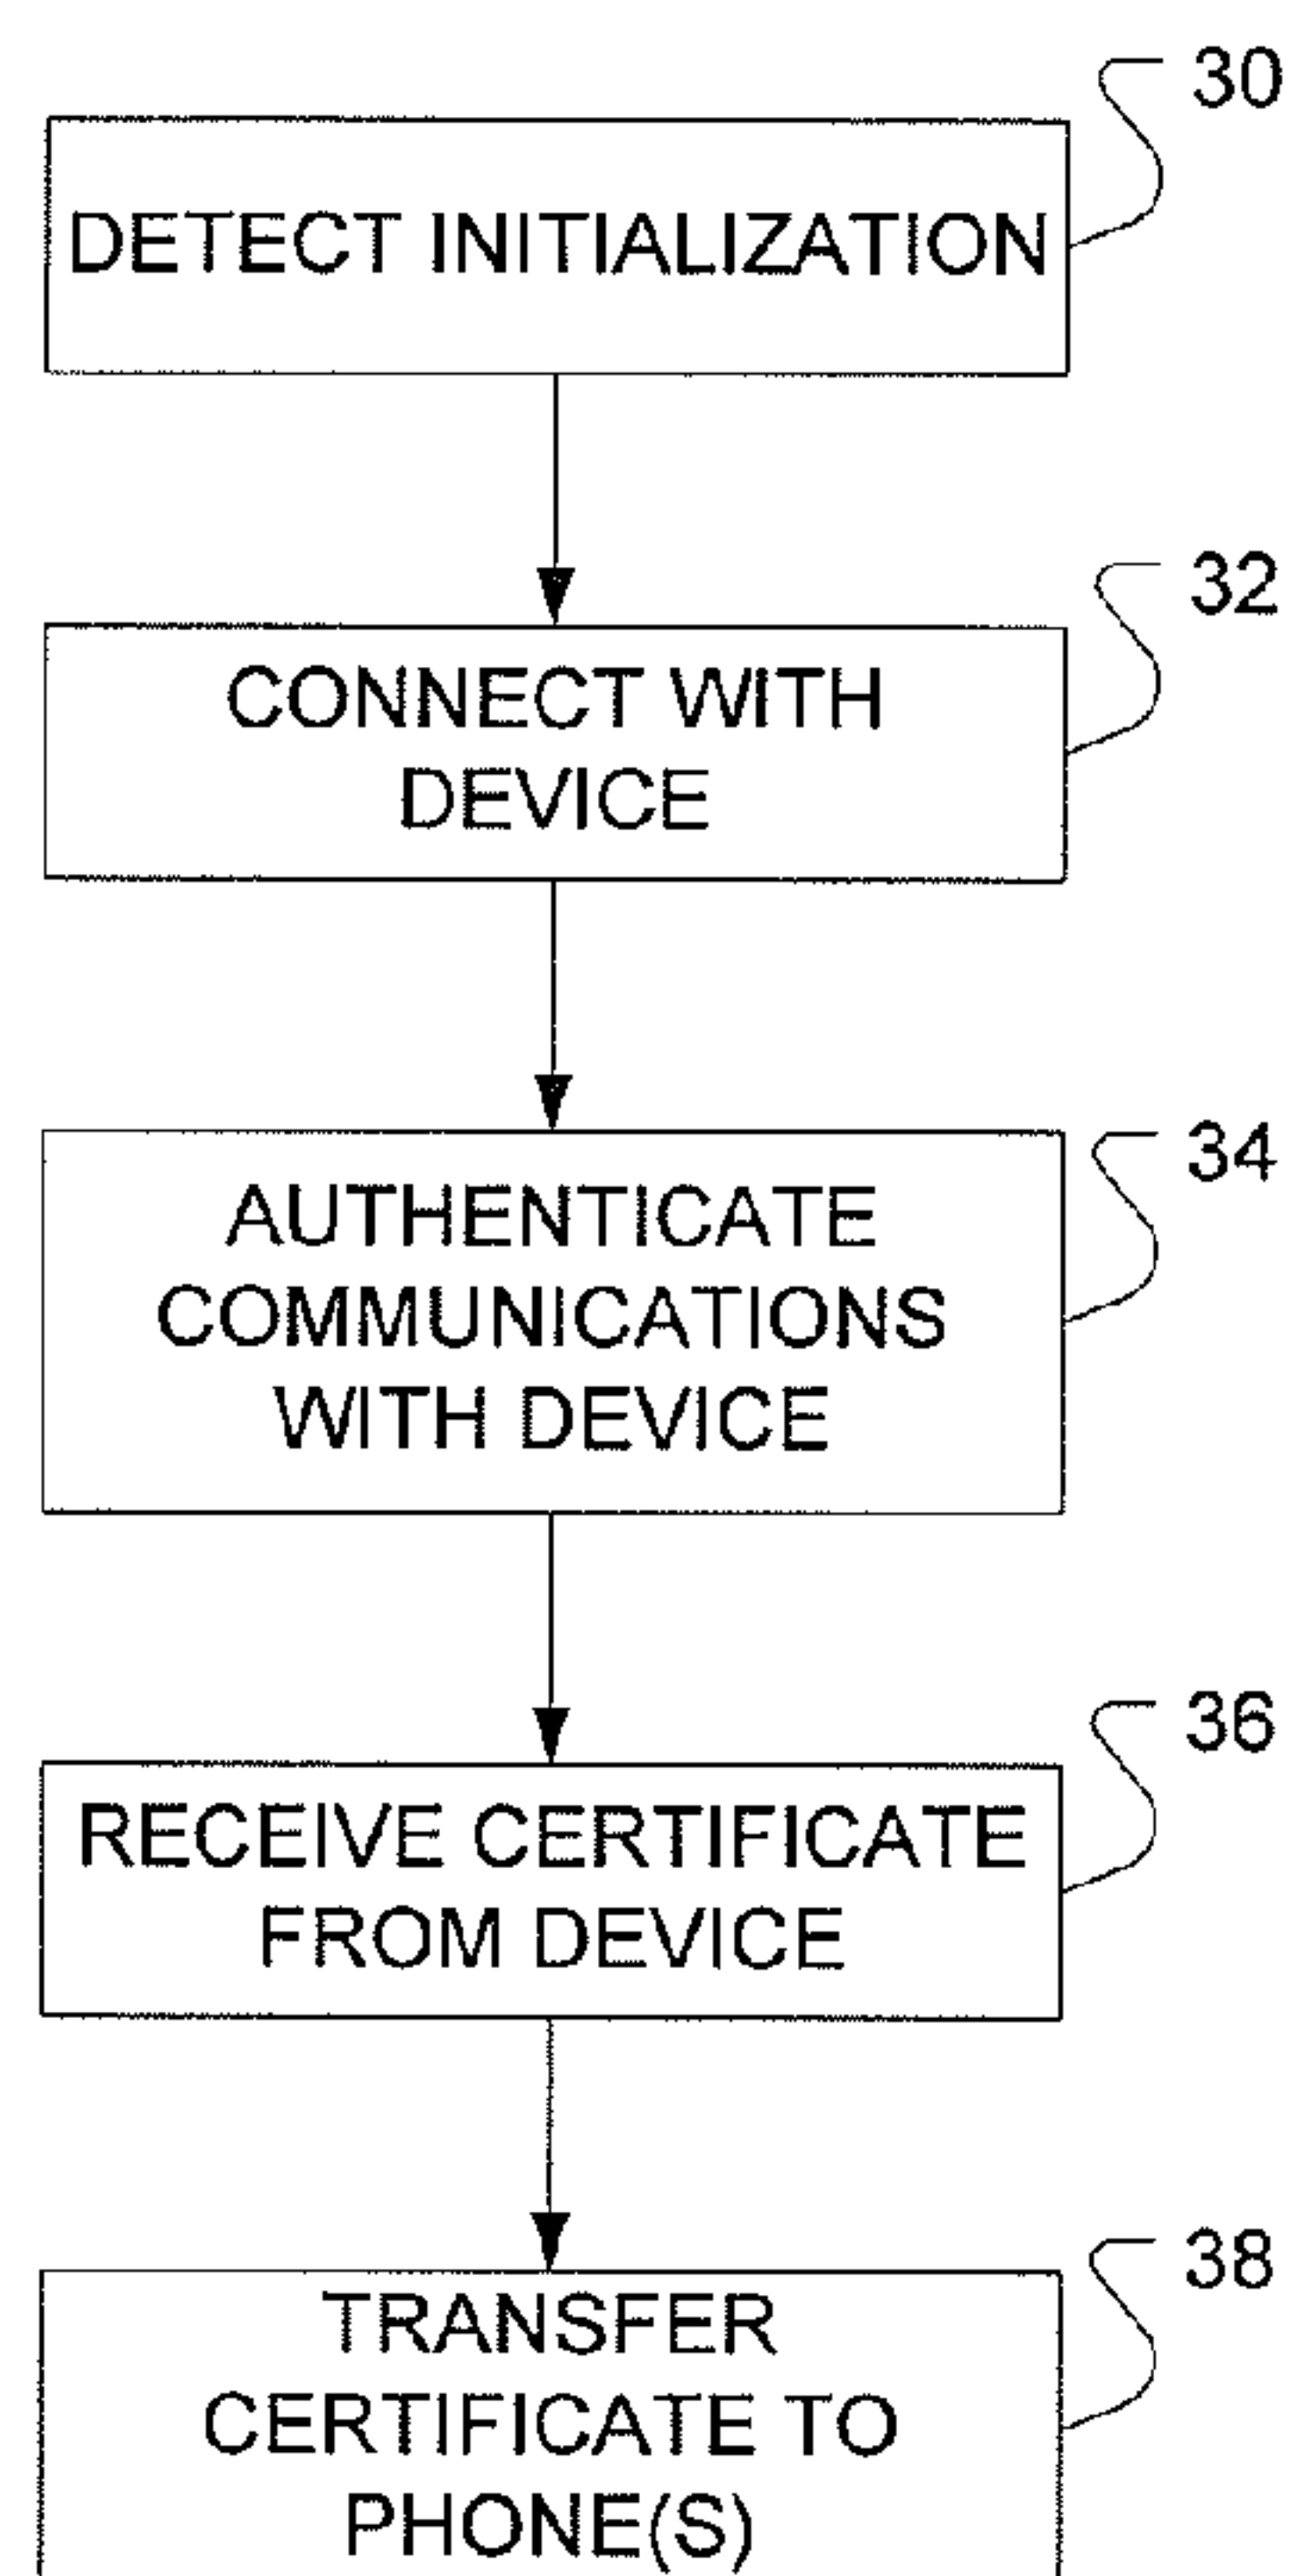 30
DETECT INITIALIZATION
32
CONNECT WITH
DEVICE
34
AUTHENTICATE
COMMUNICATIONS
WITH DEVICE
36
RECEIVE CERTIFICATE
FROM DEVICE
38
TRANSFER
CERTIFICATE TO
PHONE(S)